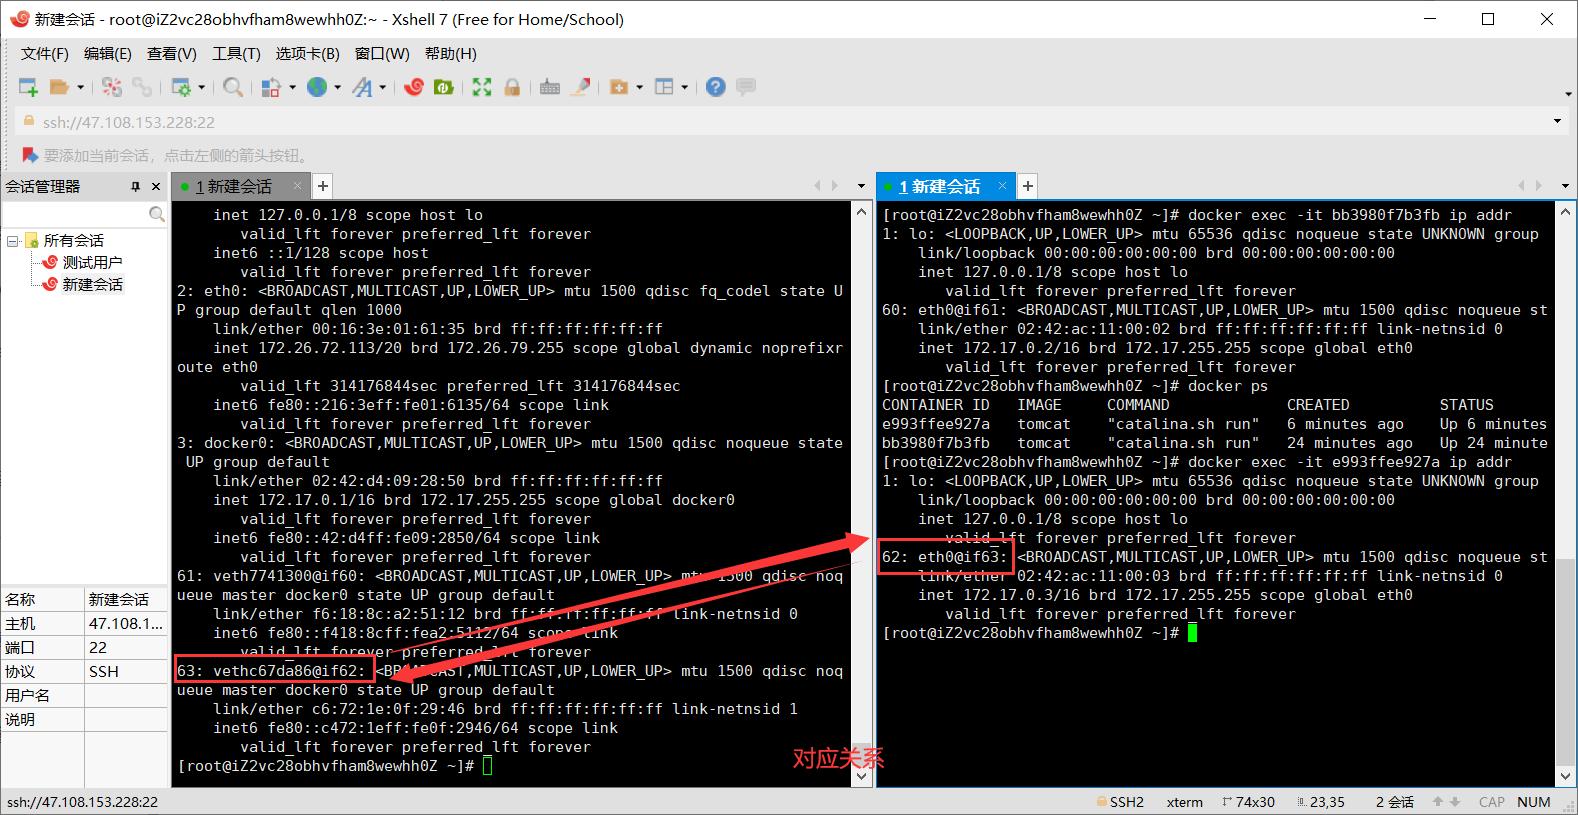 新建会话 - root@iZ2vc28obhvfham8wewhh0Z:~ - Xshell 7 (Free for Home/School)
文件(F) 编辑(E) 查看(V) 工具(T) 选项卡(B) 窗口(W) 帮助(H)
ssh://47.108.153.228:22
要添加当前会话，点击左侧的箭头按钮。
会话管理器
所有会话
测试用户
新建会话
名称 新建会话
主机 47.108.1...
端口 22
协议 SSH
用户名
说明
1 新建会话
inet 127.0.0.1/8 scope host lo
valid_lft forever preferred_lft forever
inet6 ::1/128 scope host
valid_lft forever preferred_lft forever
2: eth0: <BROADCAST,MULTICAST,UP,LOWER_UP> mtu 1500 qdisc fq_codel state U
P group default qlen 1000
link/ether 00:16:3e:01:61:35 brd ff:ff:ff:ff:ff:ff
inet 172.26.72.113/20 brd 172.26.79.255 scope global dynamic noprefixr
oute eth0
valid_lft 314176844sec preferred_lft 314176844sec
inet6 fe80::216:3eff:fe01:6135/64 scope link
valid_lft forever preferred_lft forever
3: docker0: <BROADCAST,MULTICAST,UP,LOWER_UP> mtu 1500 qdisc noqueue state
UP group default
link/ether 02:42:d4:09:28:50 brd ff:ff:ff:ff:ff:ff
inet 172.17.0.1/16 brd 172.17.255.255 scope global docker0
valid_lft forever preferred_lft forever
inet6 fe80::42:d4ff:fe09:2850/64 scope link
valid_lft forever preferred_lft forever
61: veth7741300@if60: <BROADCAST,MULTICAST,UP,LOWER_UP> mtu 1500 qdisc noq
ueue master docker0 state UP group default
link/ether f6:18:8c:a2:51:12 brd ff:ff:ff:ff:ff:ff link-netnsid 0
inet6 fe80::f418:8cff:fea2:5112/64 scope link
valid_lft forever preferred_lft forever
63: vethc67da86@if62: <BROADCAST,MULTICAST,UP,LOWER_UP> mtu 1500 qdisc noq
ueue master docker0 state UP group default
link/ether c6:72:1e:0f:29:46 brd ff:ff:ff:ff:ff:ff link-netnsid 1
inet6 fe80::c472:1eff:fe0f:2946/64 scope link
valid_lft forever preferred_lft forever
[root@iZ2vc28obhvfham8wewhh0Z ~]#
1 新建会话
[root@iZ2vc28obhvfham8wewhh0Z ~]# docker exec -it bb3980f7b3fb ip addr
1: lo: <LOOPBACK,UP,LOWER_UP> mtu 65536 qdisc noqueue state UNKNOWN group
link/loopback 00:00:00:00:00:00 brd 00:00:00:00:00:00
inet 127.0.0.1/8 scope host lo
valid_lft forever preferred_lft forever
60: eth0@if61: <BROADCAST,MULTICAST,UP,LOWER_UP> mtu 1500 qdisc noqueue st
link/ether 02:42:ac:11:00:02 brd ff:ff:ff:ff:ff:ff link-netnsid 0
inet 172.17.0.2/16 brd 172.17.255.255 scope global eth0
valid_lft forever preferred_lft forever
[root@iZ2vc28obhvfham8wewhh0Z ~]# docker ps
CONTAINER ID IMAGE COMMAND CREATED STATUS
e993ffee927a tomcat "catalina.sh run" 6 minutes ago Up 6 minutes
bb3980f7b3fb tomcat "catalina.sh run" 24 minutes ago Up 24 minute
[root@iZ2vc28obhvfham8wewhh0Z ~]# docker exec -it e993ffee927a ip addr
1: lo: <LOOPBACK,UP,LOWER_UP> mtu 65536 qdisc noqueue state UNKNOWN group
link/loopback 00:00:00:00:00:00 brd 00:00:00:00:00:00
inet 127.0.0.1/8 scope host lo
valid_lft forever preferred_lft forever
62: eth0@if63: <BROADCAST,MULTICAST,UP,LOWER_UP> mtu 1500 qdisc noqueue st
link/ether 02:42:ac:11:00:03 brd ff:ff:ff:ff:ff:ff link-netnsid 0
inet 172.17.0.3/16 brd 172.17.255.255 scope global eth0
valid_lft forever preferred_lft forever
[root@iZ2vc28obhvfham8wewhh0Z ~]#
对应关系
ssh://47.108.153.228:22 SSH2 xterm 74x30 23,35 2 会话 CAP NUM